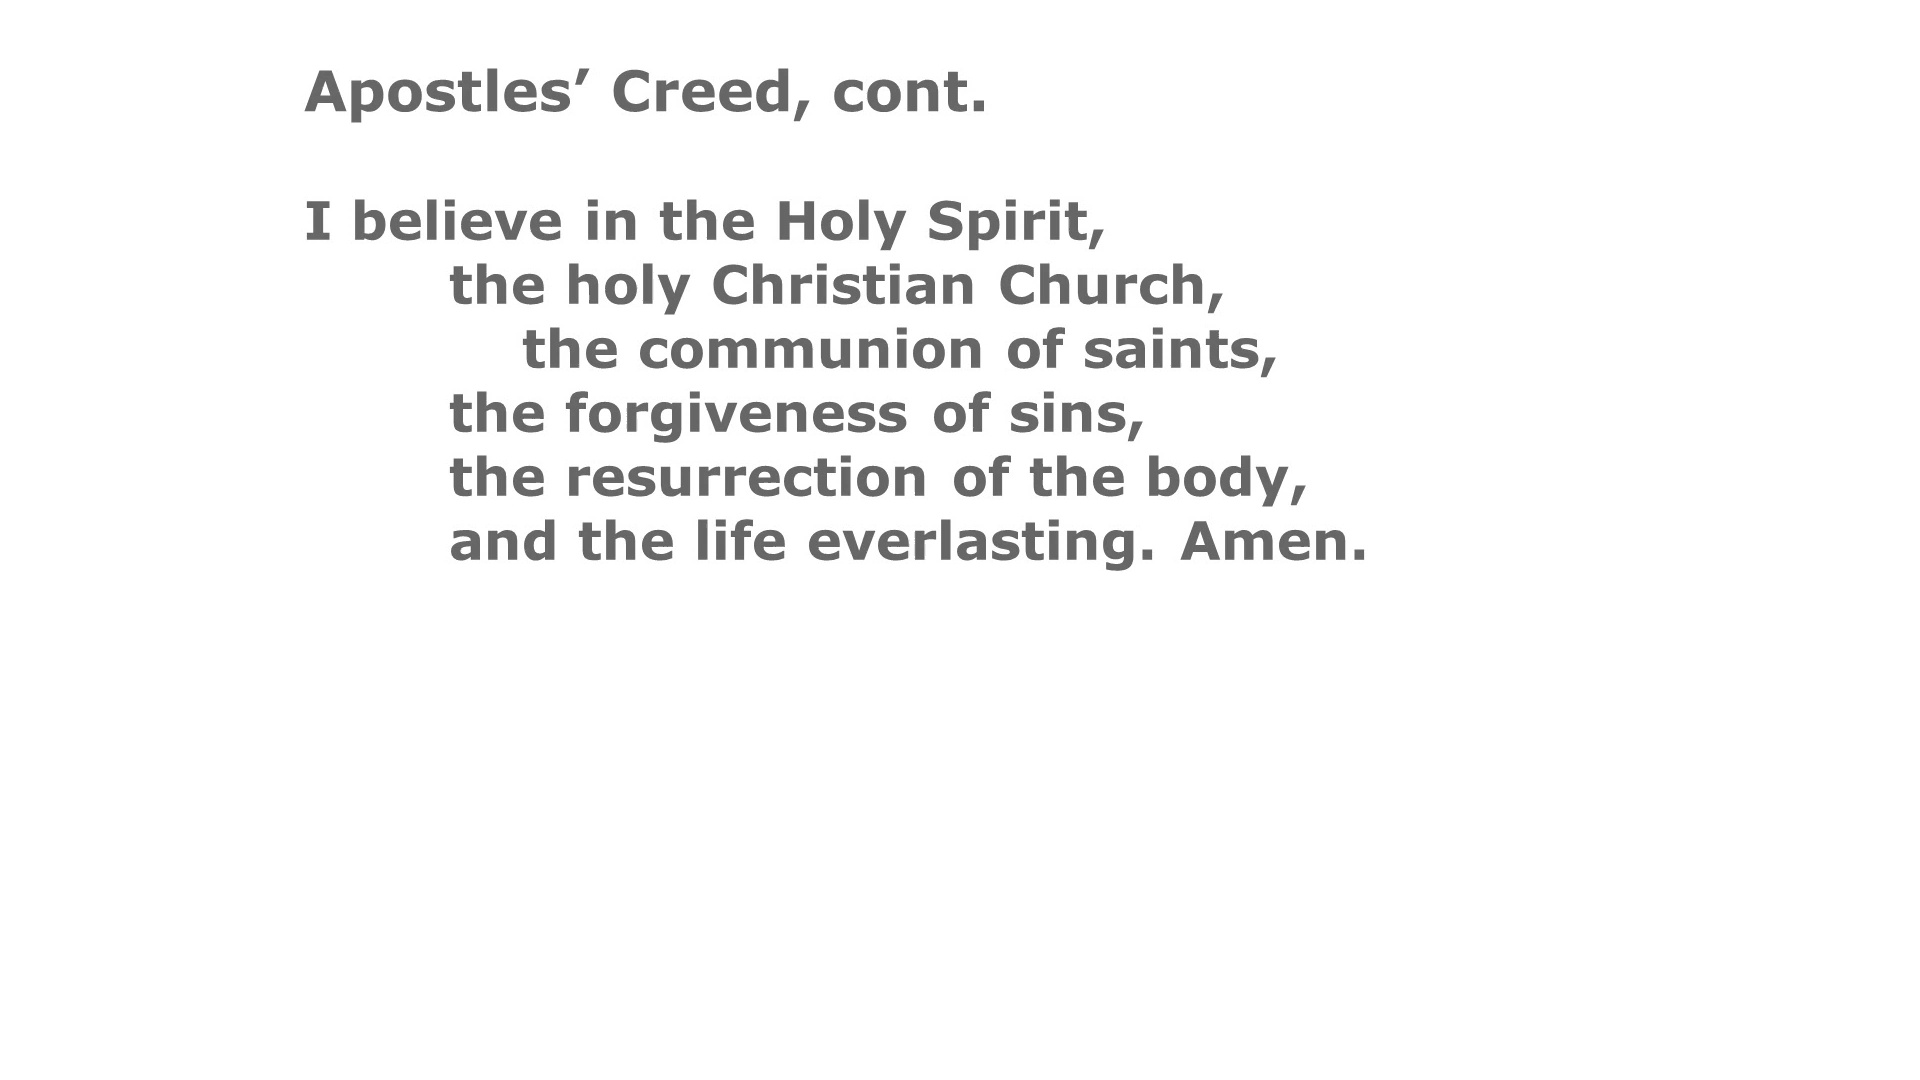 Apostles’ Creed, cont.
I believe in the Holy Spirit,
the holy Christian Church,
the communion of saints,
the forgiveness of sins,
the resurrection of the body,
and the life everlasting. Amen.